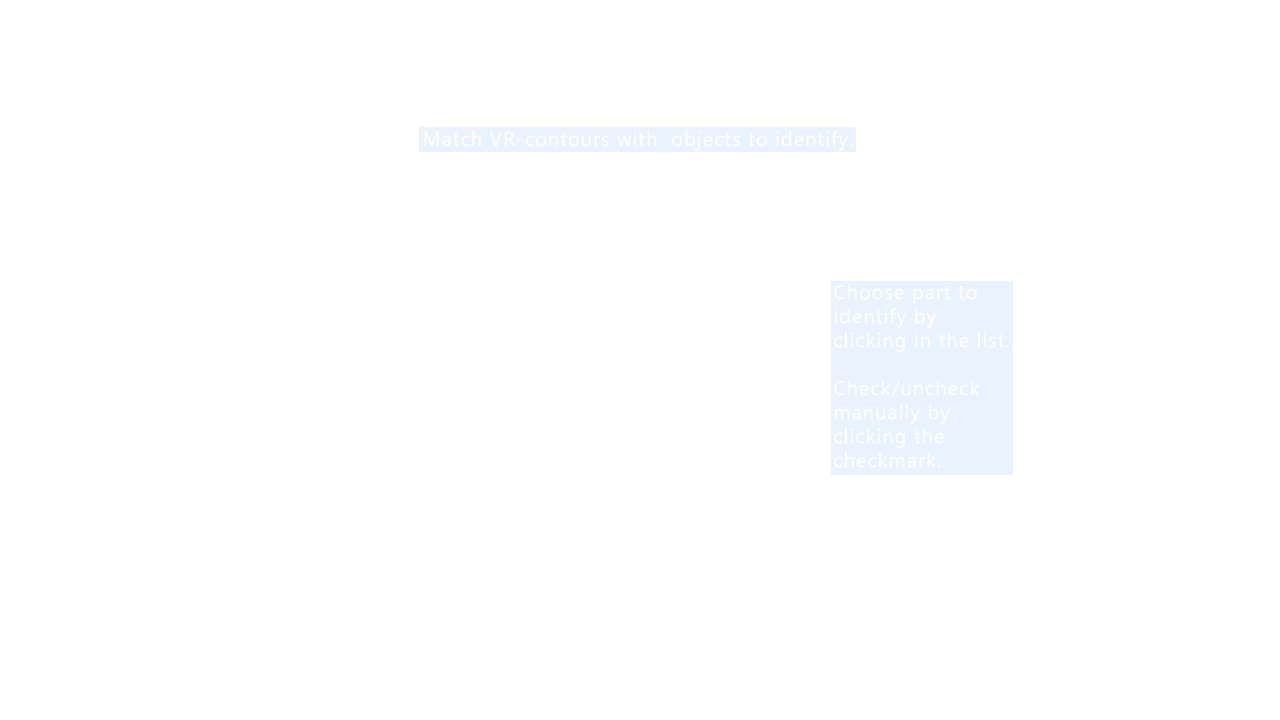 Match VR-contours with  objects to identify.
Choose part to
identify by
clicking in the list.
Check/uncheck
manually by
clicking the
checkmark.